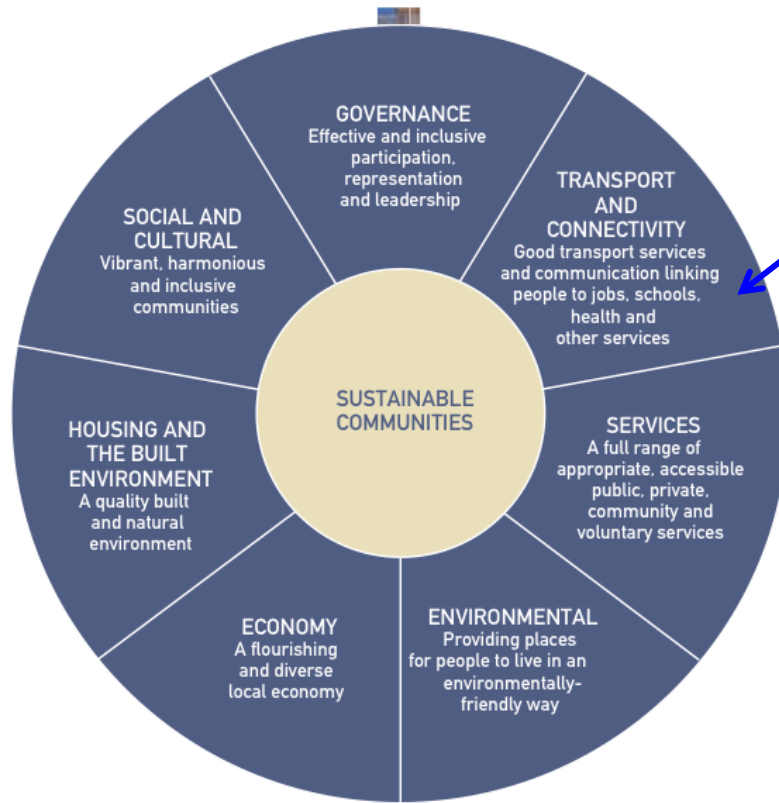 GOVERNANCE
Effective and inclusive
participation,
representation
and leadership
TRANSPORT
AND
CONNECTIVITY
Good transport services
and communication linking
people to jobs, schools,
health and
other services
SERVICES
A full range of
appropriate, accessible
public, private,
community and
voluntary services
ENVIRONMENTAL
Providing places
for people to live in an
environmentally-
friendly way
ECONOMY
A flourishing
and diverse
local economy
HOUSING AND
THE BUILT
ENVIRONMENT
A quality built
and natural
environment
SOCIAL AND
CULTURAL
Vibrant, harmonious
and inclusive
communities
SUSTAINABLE
COMMUNITIES